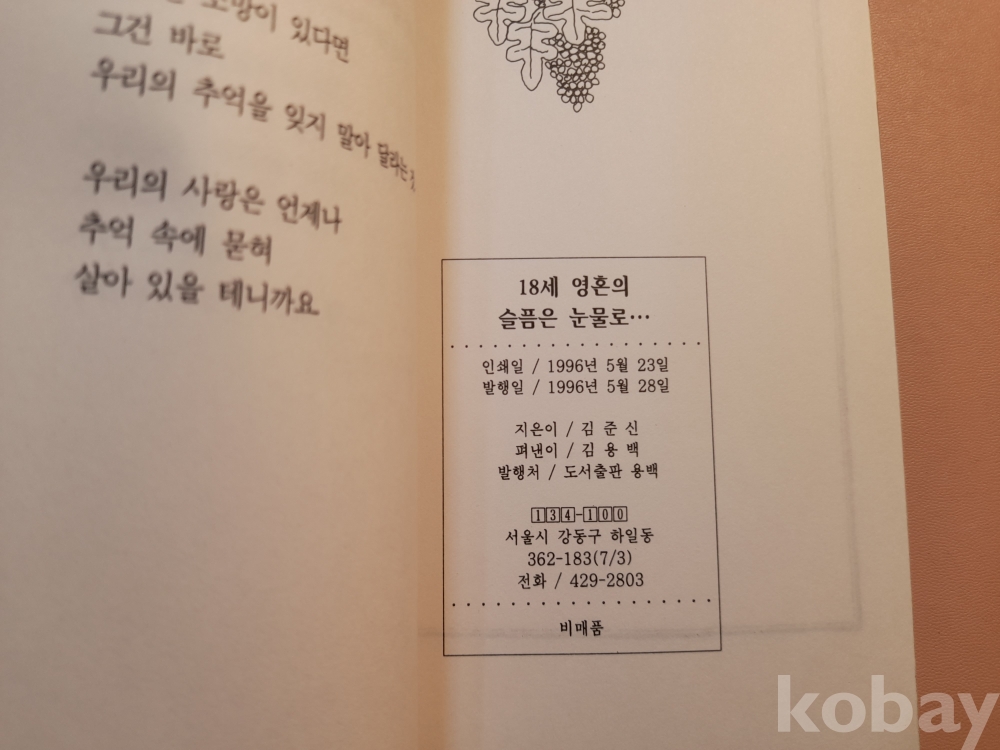 소망이 있다면
그건 바로
우리의 추억을 잊지 말아 달라는
우리의 사랑은 언제나
추억 속에 묻혀
살아 있을 테니까요
18세 영혼의
슬픔은 눈물로…
인쇄일 / 1996년 5월 23일
발행일 / 1996년 5월 28일
지은이 / 김 준 신
펴낸이 / 김 용 백
발행처 / 도서출판 용백
134-100
서울시 강동구 하일동
362-183(7/3)
전화 / 429-2803
비매품
kobay